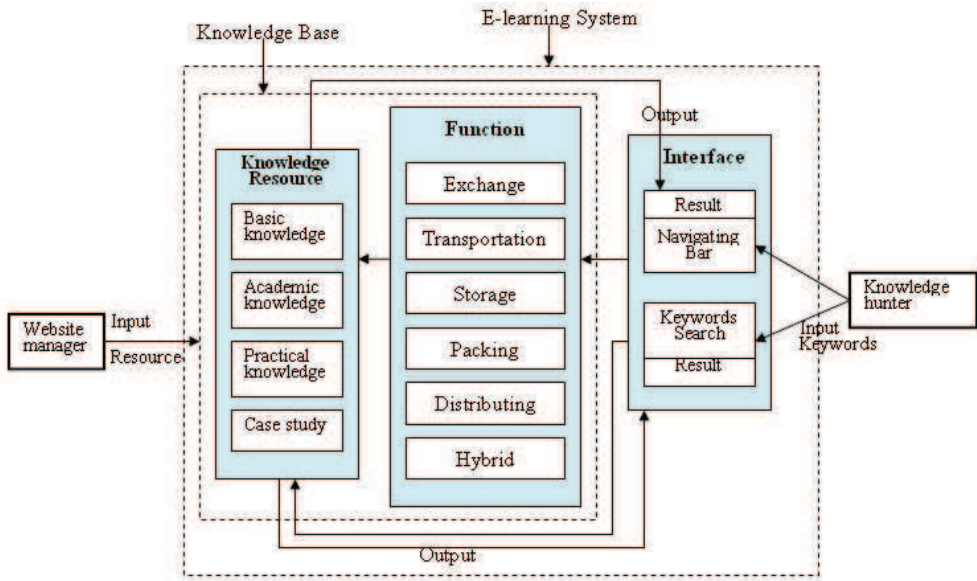 E-learning System
Knowledge Base
Output
Function
Knowledge
Resource
Interface
Exchange
Transportation
Storage
Packing
Distributing
Hybrid
Basic
knowledge
Academic
knowledge
Practical
knowledge
Case study
Result
Navigating
Bar
Keywords
Search
Result
Knowledge
hunter
Input
Keywords
Website
manager
Input
Resource
Output